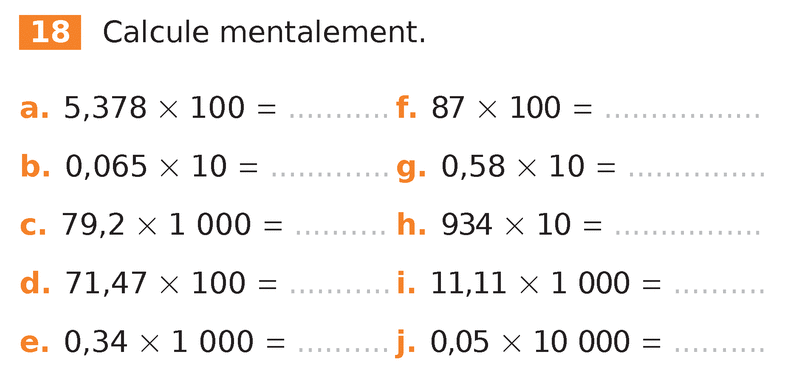 18 Calcule mentalement.
a. 5,378 × 100 = ...........
b. 0,065 × 10 = .............
c. 79,2 × 1 000 = ..........
d. 71,47 × 100 = ...........
e. 0,34 × 1 000 = ..........
f. 87 × 100 = .................
g. 0,58 × 10 = ...............
h. 934 × 10 = ................
i. 11,11 × 1 000 = ..........
j. 0,05 × 10 000 = ..........